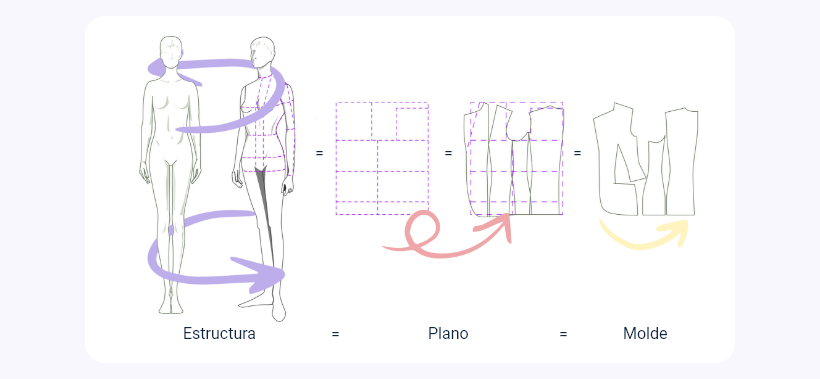 = = =
Estructura = Plano = Molde